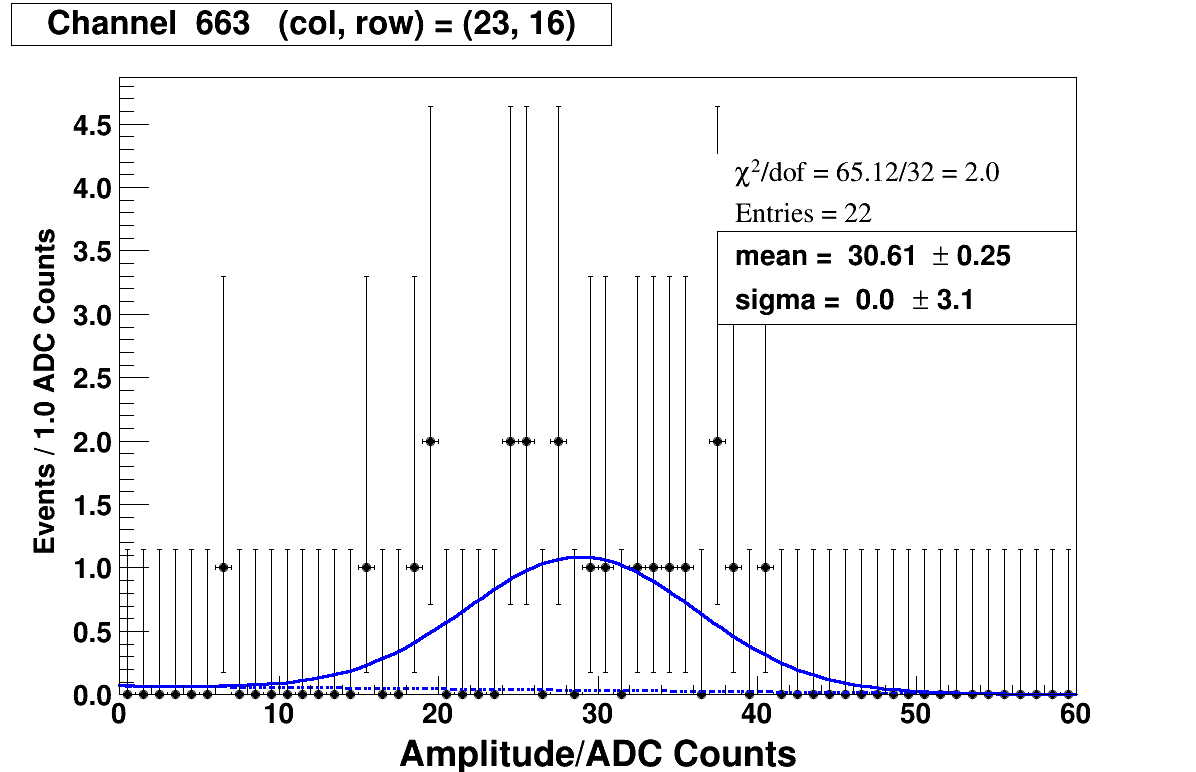 Channel 663 (col, row) = (23, 16)
χ²/dof = 65.12/32 = 2.0
Entries = 22
mean = 30.61 ± 0.25
sigma = 0.0 ± 3.1
Events / 1.0 ADC Counts
4.5
4.0
3.5
3.0
2.5
2.0
1.5
1.0
0.5
0.0
0 10 20 30 40 50 60
Amplitude/ADC Counts